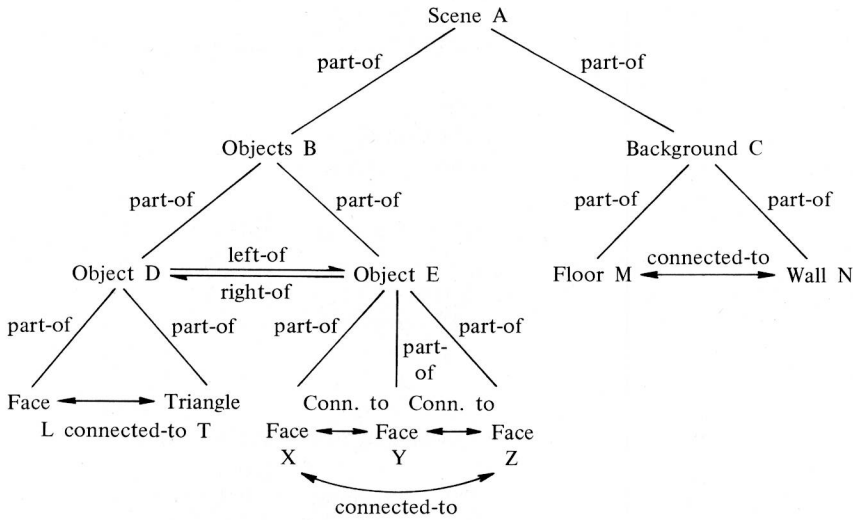 Scene A
part-of part-of
Objects B Background C
part-of part-of part-of part-of
left-of connected-to
Object D Object E Floor M Wall N
right-of
part-of part-of part-of part-of
part-
of
Face Triangle Conn. to Conn. to
L connected-to T Face Face Face
X Y Z
connected-to